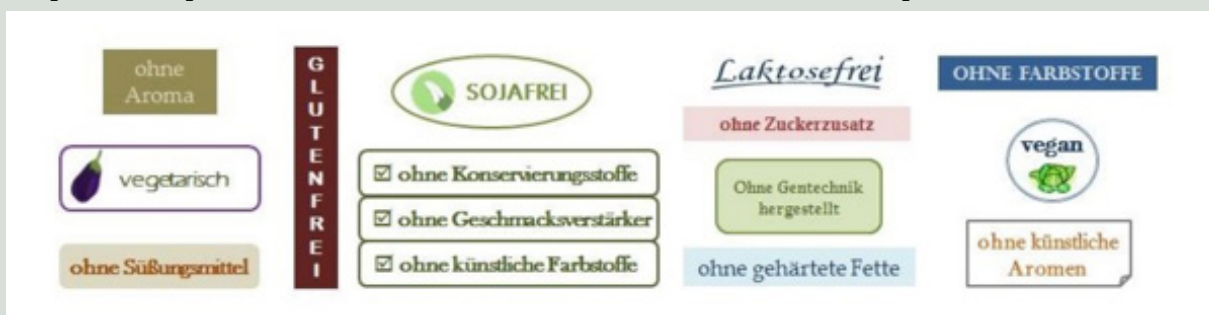 ohne
Aroma
vegetarisch
ohne Süßungsmittel
GLUTENFREI
SOJAFREI
ohne Konservierungsstoffe
ohne Geschmacksverstärker
ohne künstliche Farbstoffe
Laktosefrei
ohne Zuckerzusatz
Ohne Gentechnik
hergestellt
ohne gehärtete Fette
OHNE FARBSTOFFE
vegan
ohne künstliche
Aromen